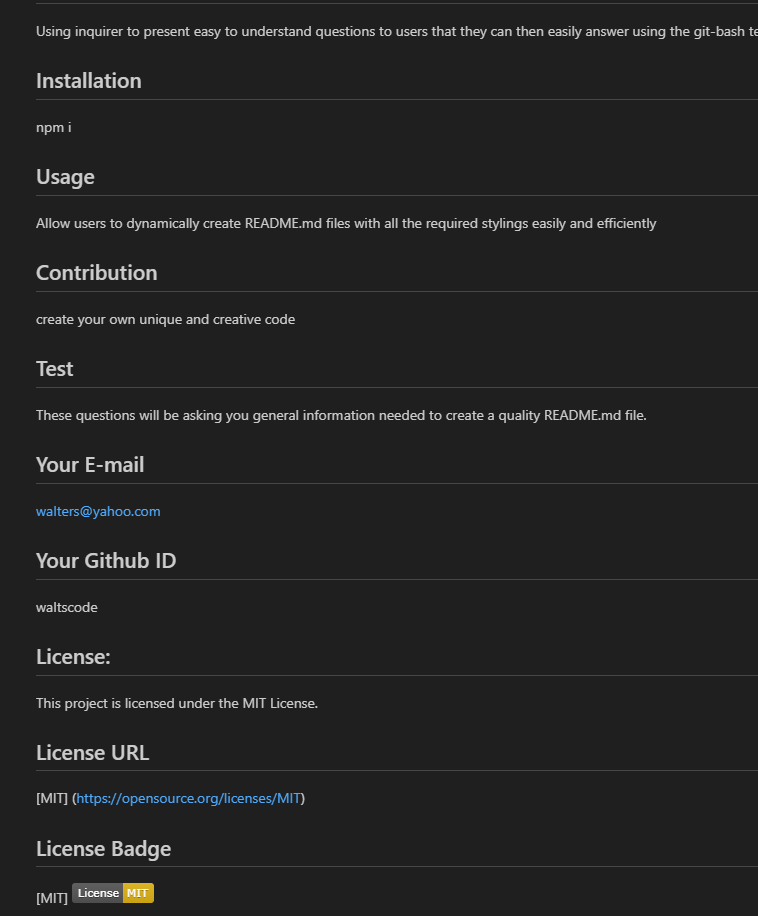 Using inquirer to present easy to understand questions to users that they can then easily answer using the git-bash
Installation
npm i
Usage
Allow users to dynamically create README.md files with all the required stylings easily and efficiently
Contribution
create your own unique and creative code
Test
These questions will be asking you general information needed to create a quality README.md file.
Your E-mail
walters@yahoo.com
Your Github ID
waltscode
License:
This project is licensed under the MIT License.
License URL
[MIT] (https://opensource.org/licenses/MIT)
License Badge
[MIT] License MIT